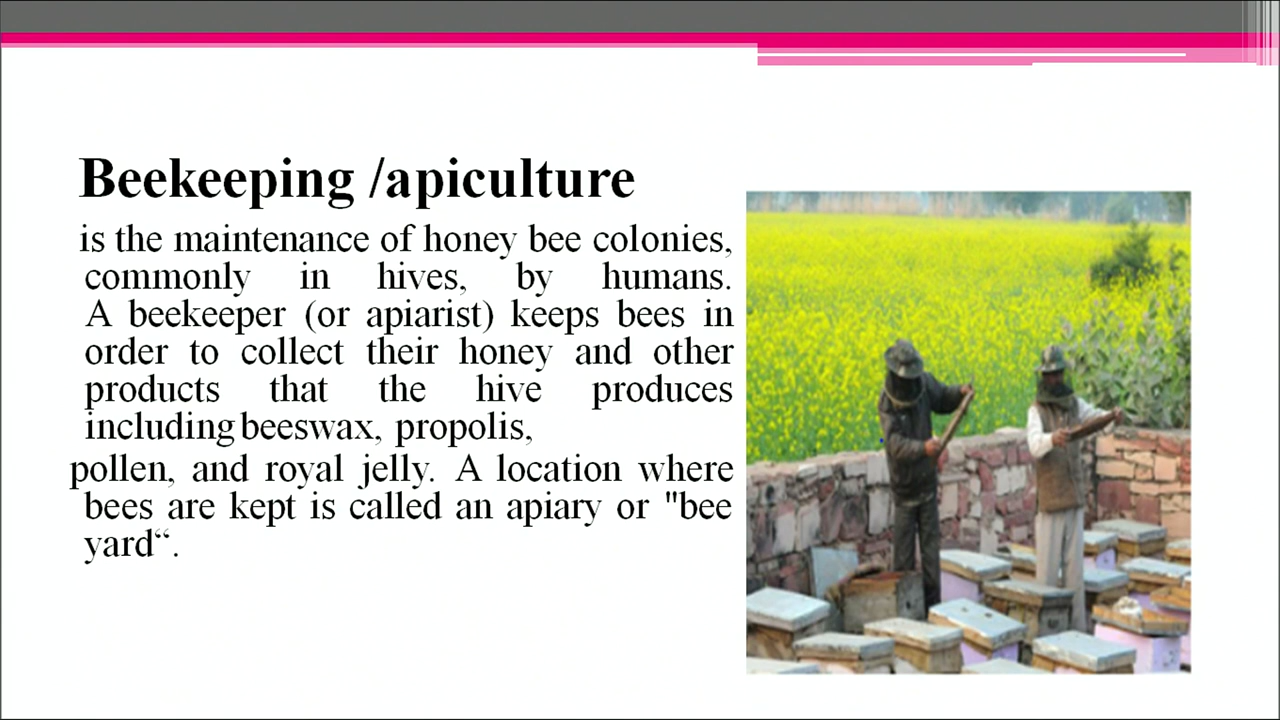 Beekeeping /apiculture
is the maintenance of honey bee colonies,
commonly in hives, by humans.
A beekeeper (or apiarist) keeps bees in
order to collect their honey and other
products that the hive produces
including beeswax, propolis,
pollen, and royal jelly. A location where
bees are kept is called an apiary or "bee
yard“.